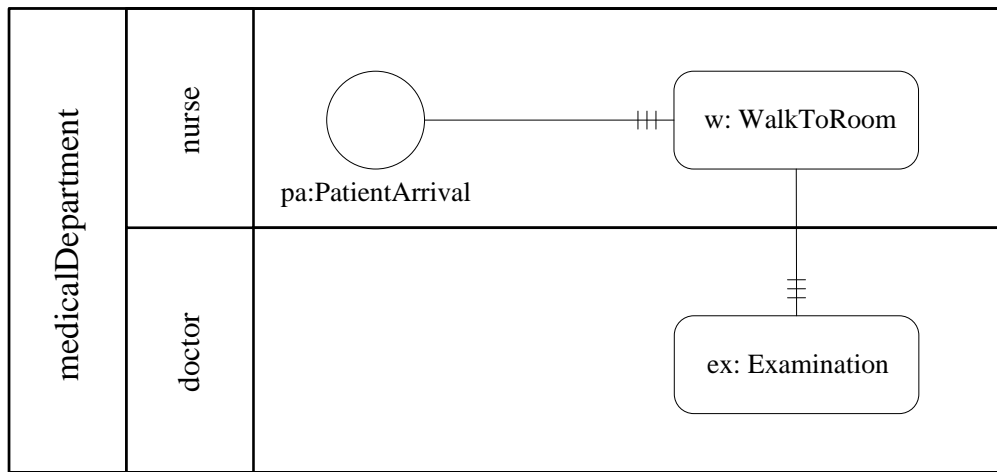 medicalDepartment
nurse
pa:PatientArrival
w: WalkToRoom
doctor
ex: Examination